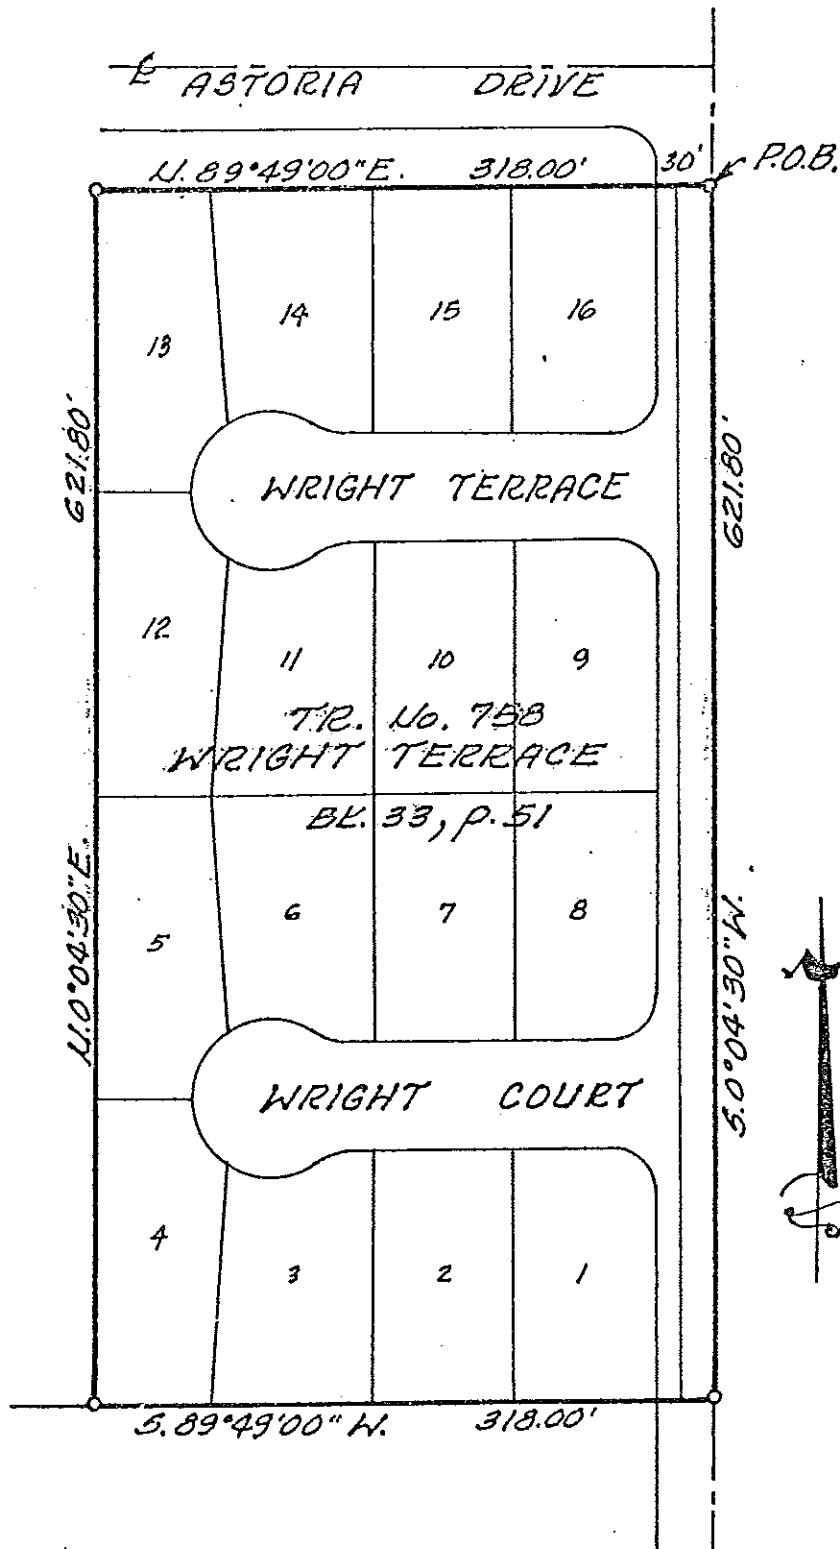 ℄ ASTORIA DRIVE
N. 89°49'00"E. 318.00' 30' P.O.B.
14 15 16
13
621.80'
621.80'
WRIGHT TERRACE
12
11 10 9
TR. No. 758
WRIGHT TERRACE
BK. 33, P. 51
6 7 8
5
N.0°04'30"E.
S.0°04'30"W.
WRIGHT COURT
4
3 2 1
S.89°49'00"W. 318.00'